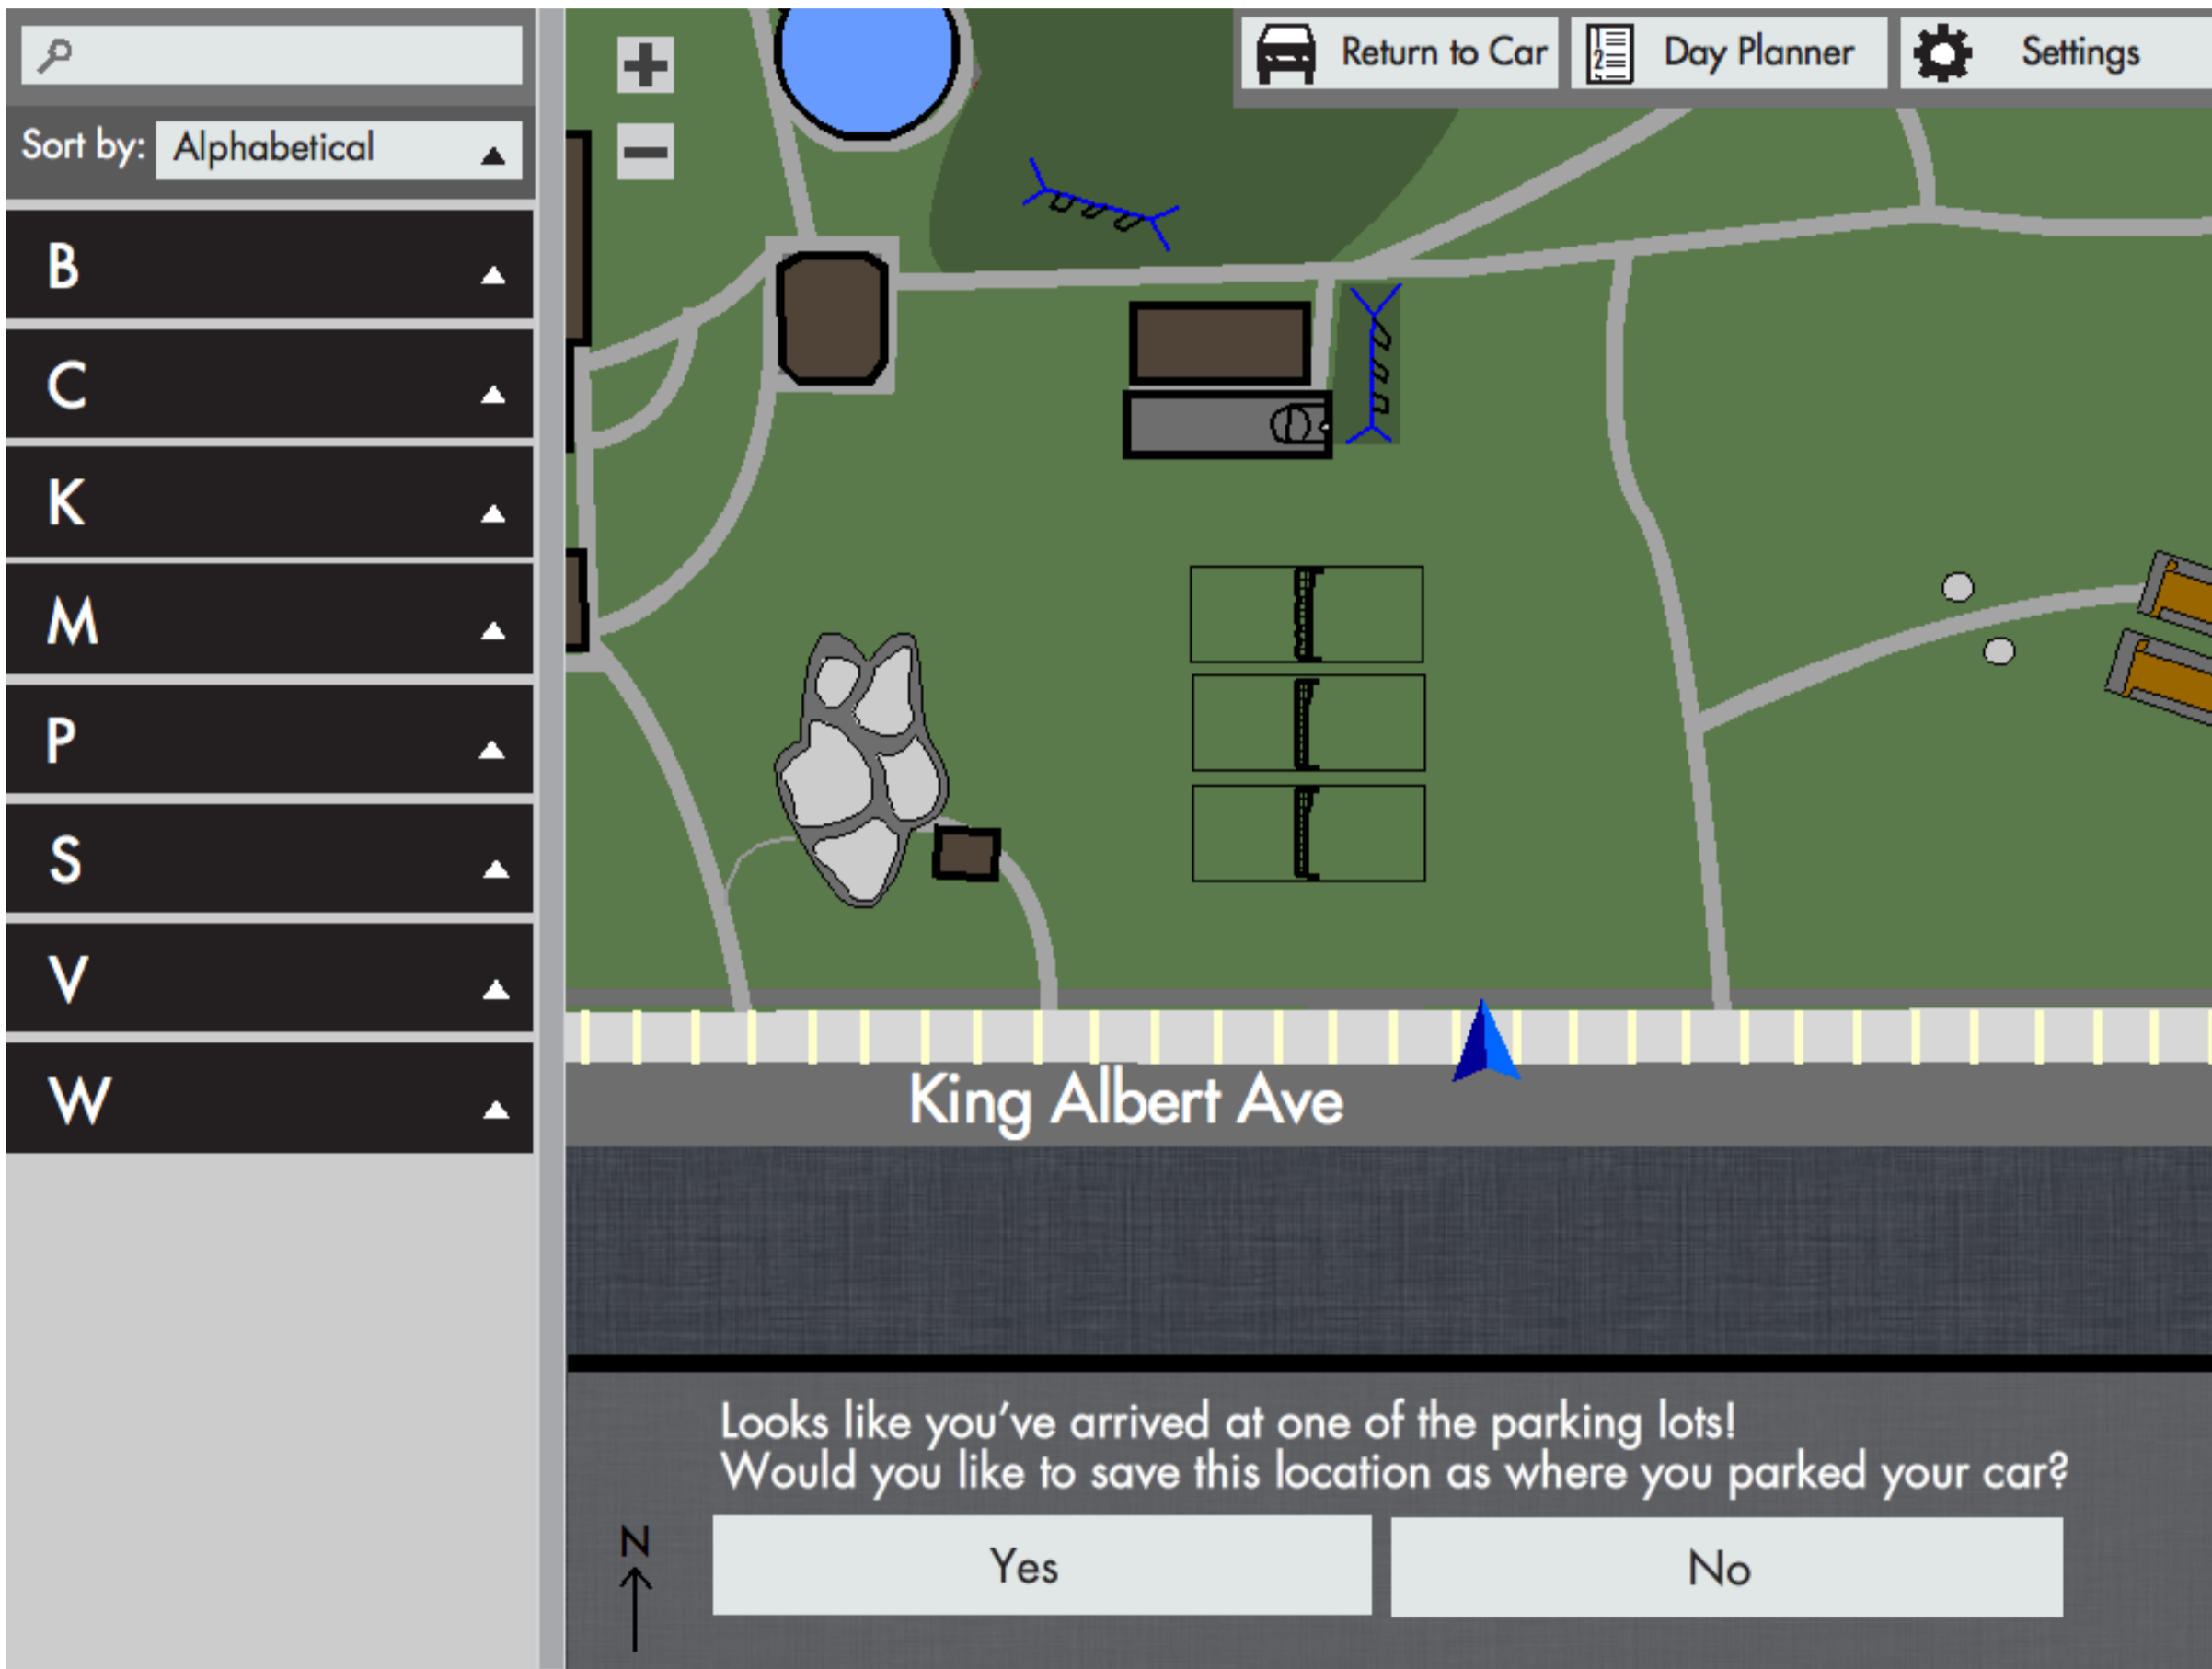 Return to Car
Day Planner
Settings
Sort by:
Alphabetical
B
C
K
M
P
S
V
W
King Albert Ave
Looks like you've arrived at one of the parking lots!
Would you like to save this location as where you parked your car?
N
Yes
No